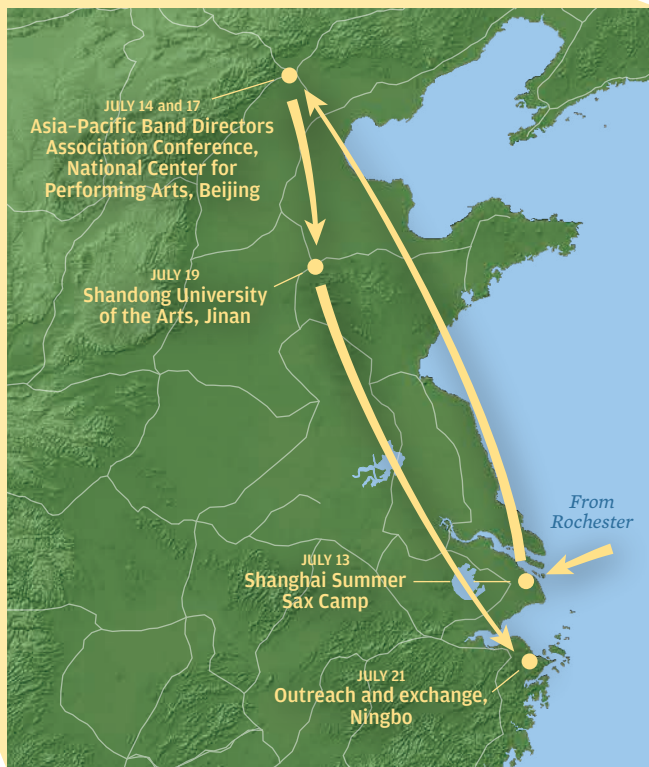 JULY 14 and 17
Asia-Pacific Band Directors
Association Conference,
National Center for
Performing Arts, Beijing
JULY 19
Shandong University
of the Arts, Jinan
From
Rochester
JULY 13
Shanghai Summer
Sax Camp
JULY 21
Outreach and exchange,
Ningbo